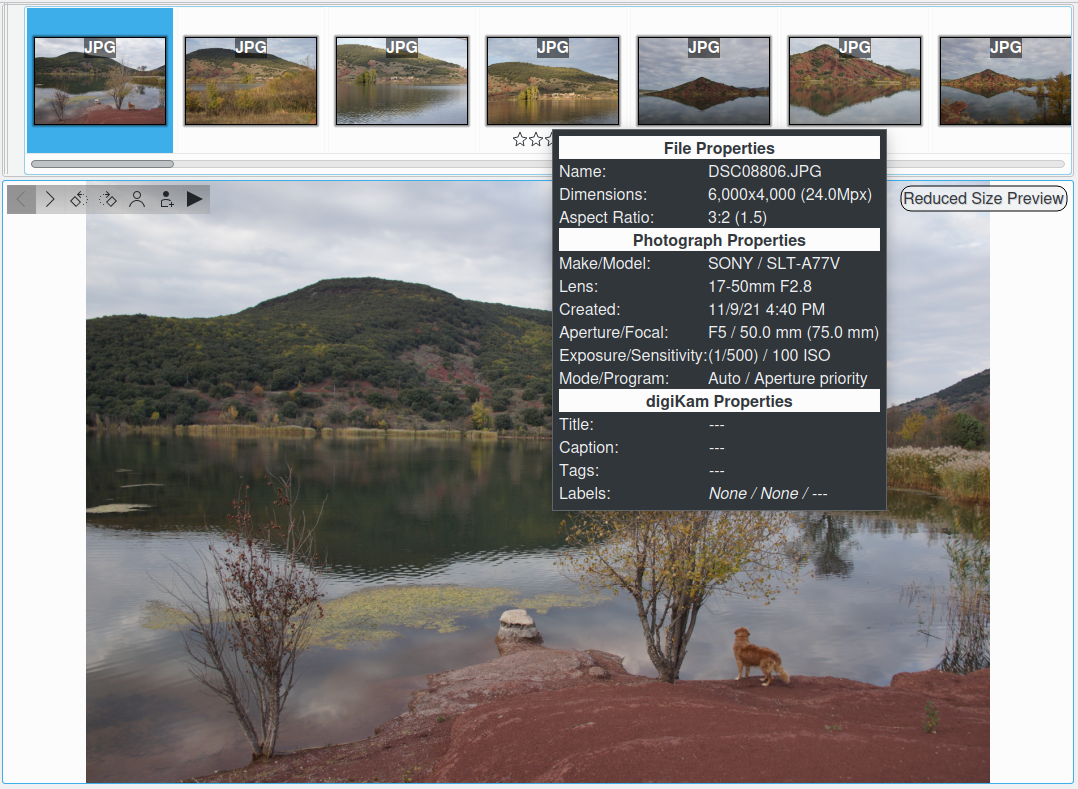 JPG JPG JPG JPG JPG JPG JPG
File Properties
Name: DSC08806.JPG
Dimensions: 6,000x4,000 (24.0Mpx)
Aspect Ratio: 3:2 (1.5)
Photograph Properties
Make/Model: SONY / SLT-A77V
Lens: 17-50mm F2.8
Created: 11/9/21 4:40 PM
Aperture/Focal: F5 / 50.0 mm (75.0 mm)
Exposure/Sensitivity: (1/500) / 100 ISO
Mode/Program: Auto / Aperture priority
digiKam Properties
Title: ---
Caption: ---
Tags: ---
Labels: None / None / ---
Reduced Size Preview